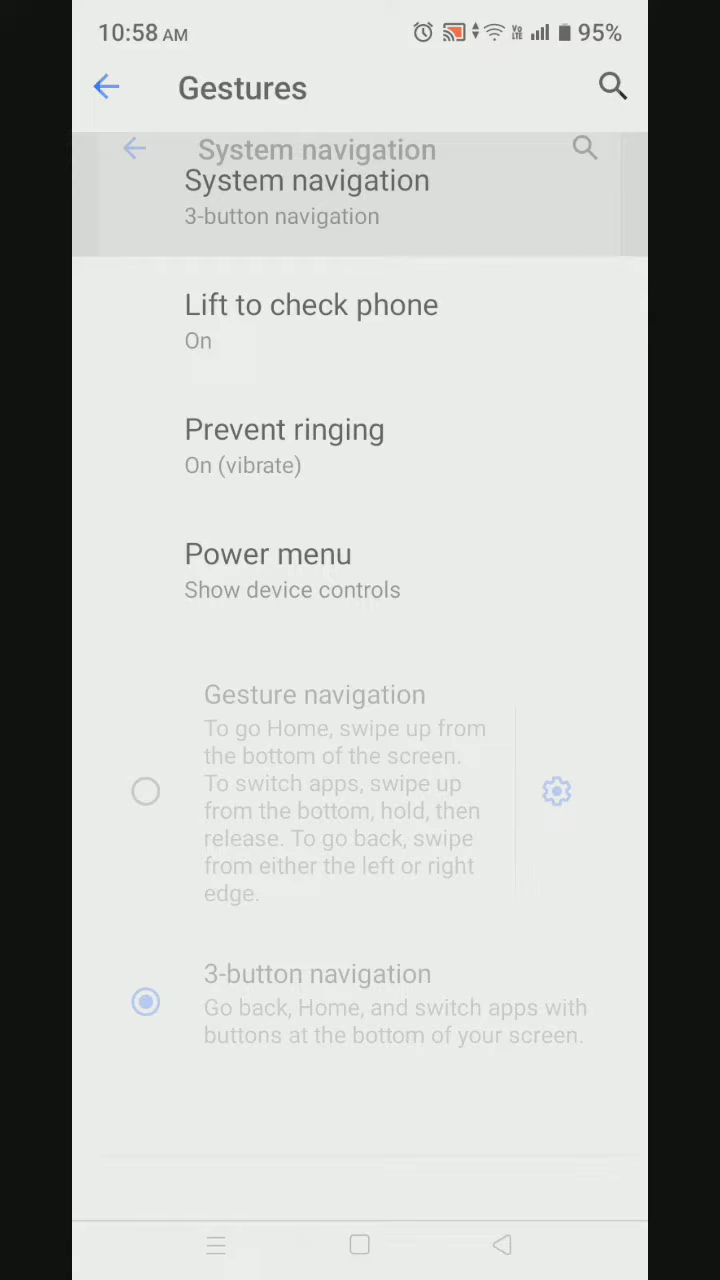 10:58 AM VoLTE 95%
Gestures
System navigation
System navigation
3-button navigation
Lift to check phone
On
Prevent ringing
On (vibrate)
Power menu
Show device controls
Gesture navigation
To go Home, swipe up from
the bottom of the screen.
To switch apps, swipe up
from the bottom, hold, then
release. To go back, swipe
from either the left or right
edge.
3-button navigation
Go back, Home, and switch apps with
buttons at the bottom of your screen.